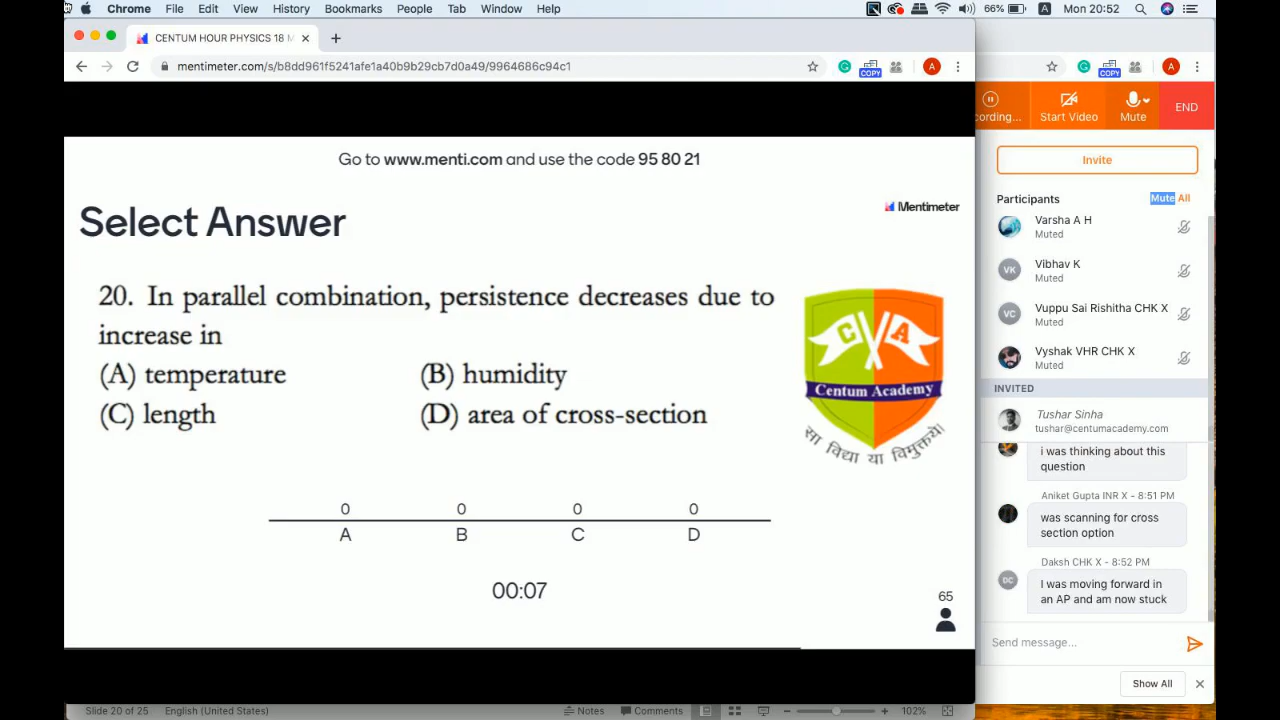 Chrome File Edit View History Bookmarks People Tab Window Help 66% A Mon 20:52
CENTUM HOUR PHYSICS 18 M
mentimeter.com/s/b8dd961f5241afe1a40b9b29cb7d0a49/9964686c94c1
COPY A COPY A
cording... Start Video Mute END
Go to www.menti.com and use the code 95 80 21
Mentimeter
Select Answer
20. In parallel combination, persistence decreases due to
increase in
(A) temperature (B) humidity
(C) length (D) area of cross-section
C A
Centum Academy
सा विद्या या विमुक्तये।
0 0 0 0
A B C D
00:07
65
Invite
Participants Mute All
Varsha A H
Muted
VK Vibhav K
Muted
VC Vuppu Sai Rishitha CHK X
Muted
Vyshak VHR CHK X
Muted
INVITED
Tushar Sinha
tushar@centumacademy.com
i was thinking about this
question
Aniket Gupta INR X - 8:51 PM
was scanning for cross
section option
Daksh CHK X - 8:52 PM
DC I was moving forward in
an AP and am now stuck
Send message...
Show All
Slide 20 of 25 English (United States) Notes Comments 102%